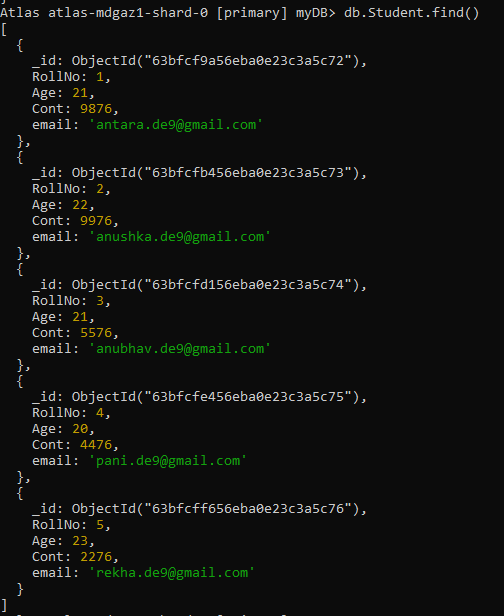 Atlas atlas-mdgaz1-shard-0 [primary] myDB> db.Student.find()
[
  {
    _id: ObjectId("63bfcf9a56eba0e23c3a5c72"),
    RollNo: 1,
    Age: 21,
    Cont: 9876,
    email: 'antara.de9@gmail.com'
  },
  {
    _id: ObjectId("63bfcfb456eba0e23c3a5c73"),
    RollNo: 2,
    Age: 22,
    Cont: 9976,
    email: 'anushka.de9@gmail.com'
  },
  {
    _id: ObjectId("63bfcfd156eba0e23c3a5c74"),
    RollNo: 3,
    Age: 21,
    Cont: 5576,
    email: 'anubhav.de9@gmail.com'
  },
  {
    _id: ObjectId("63bfcfe456eba0e23c3a5c75"),
    RollNo: 4,
    Age: 20,
    Cont: 4476,
    email: 'pani.de9@gmail.com'
  },
  {
    _id: ObjectId("63bfcff656eba0e23c3a5c76"),
    RollNo: 5,
    Age: 23,
    Cont: 2276,
    email: 'rekha.de9@gmail.com'
  }
]